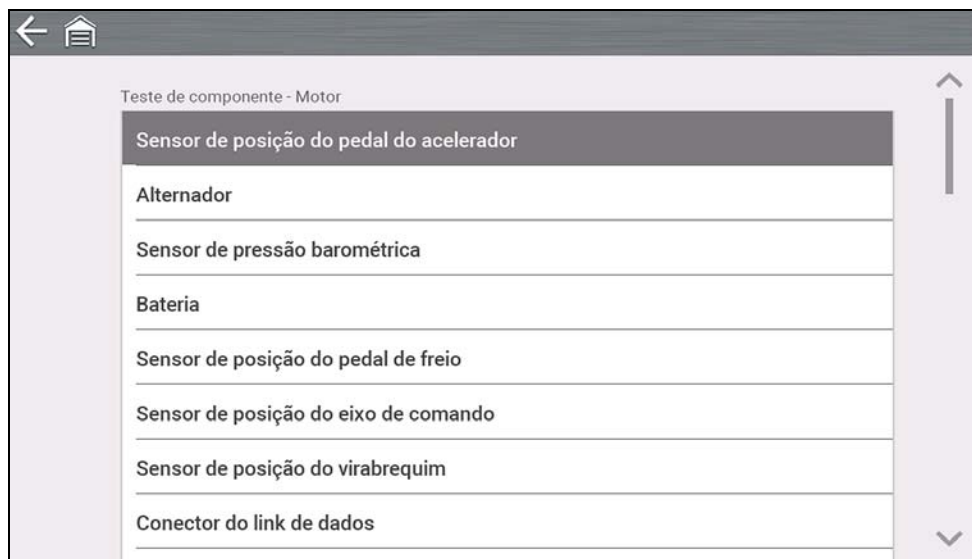 Teste de componente - Motor
Sensor de posição do pedal do acelerador
Alternador
Sensor de pressão barométrica
Bateria
Sensor de posição do pedal de freio
Sensor de posição do eixo de comando
Sensor de posição do virabrequim
Conector do link de dados